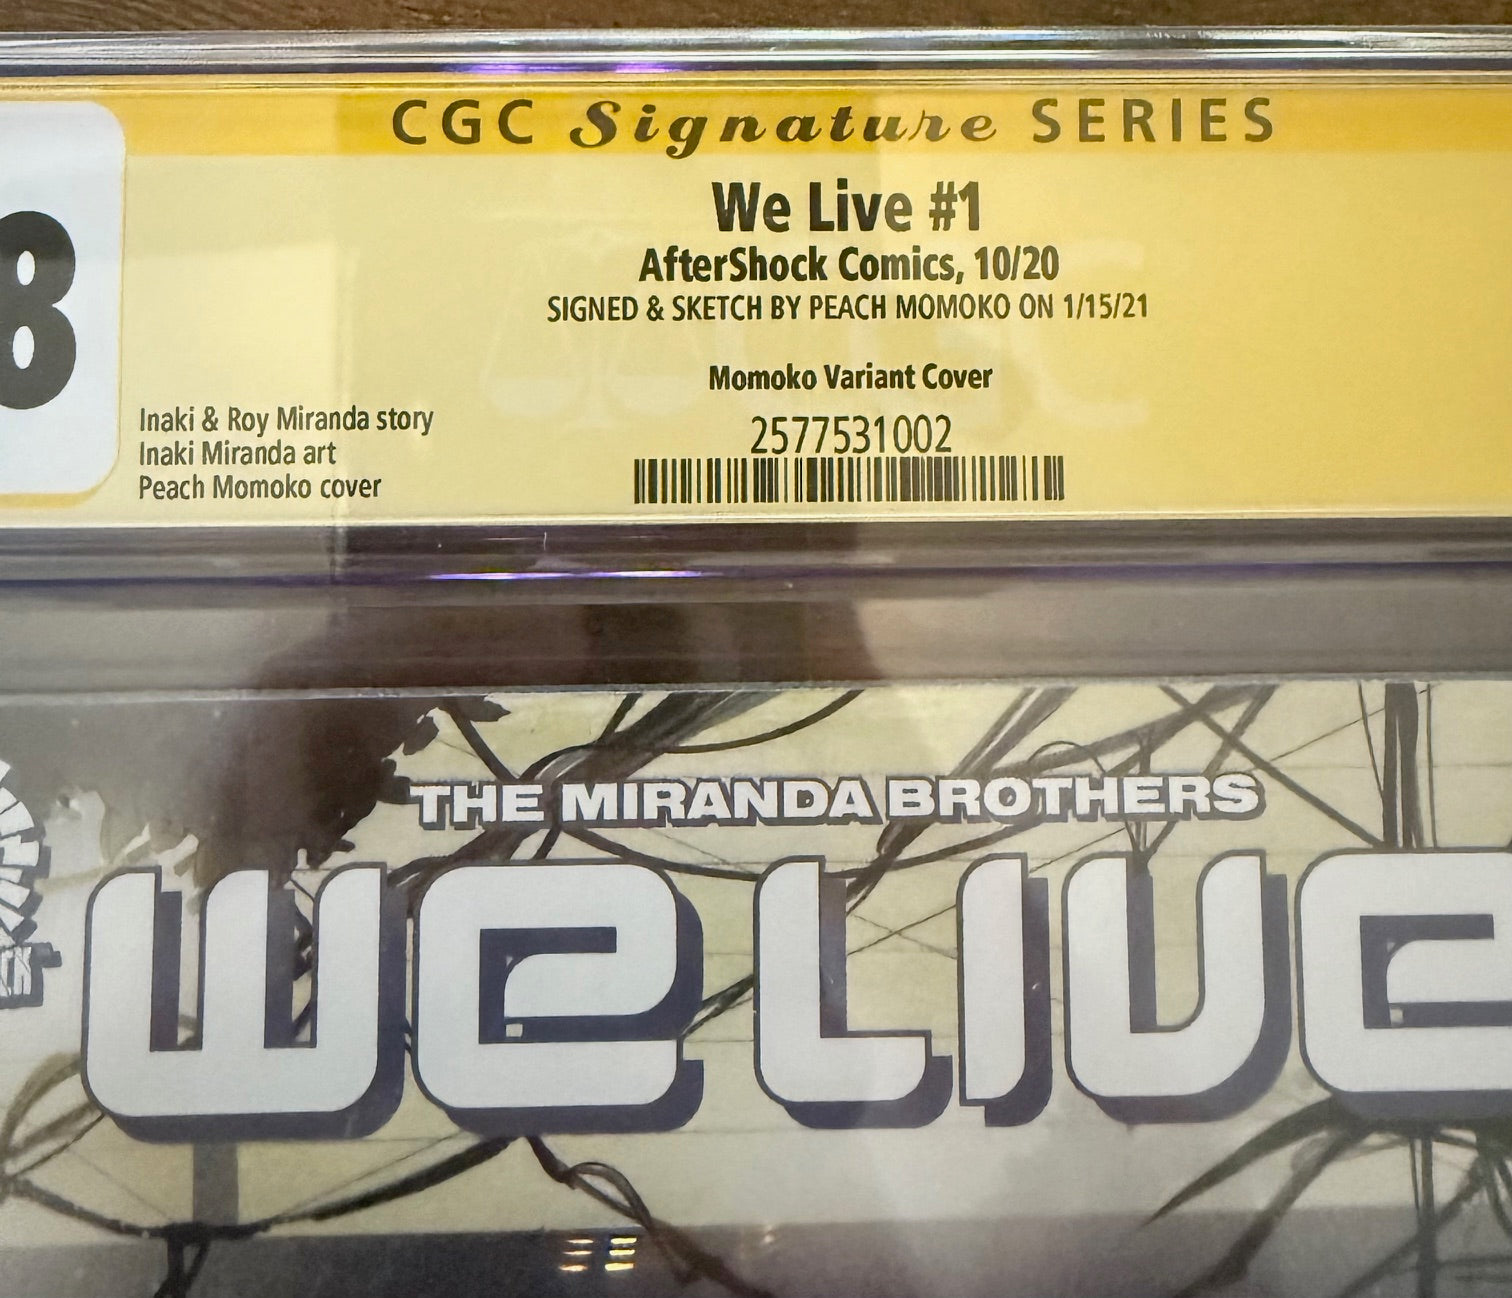 CGC Signature SERIES
8
We Live #1
AfterShock Comics, 10/20
SIGNED & SKETCH BY PEACH MOMOKO ON 1/15/21
Momoko Variant Cover
Inaki & Roy Miranda story
Inaki Miranda art
Peach Momoko cover
2577531002
THE MIRANDA BROTHERS
We LIVe